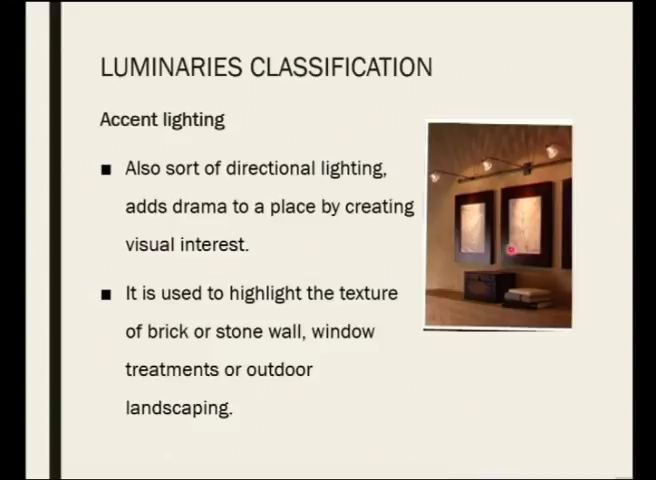 LUMINARIES CLASSIFICATION
Accent lighting
■ Also sort of directional lighting,
adds drama to a place by creating
visual interest.
■ It is used to highlight the texture
of brick or stone wall, window
treatments or outdoor
landscaping.